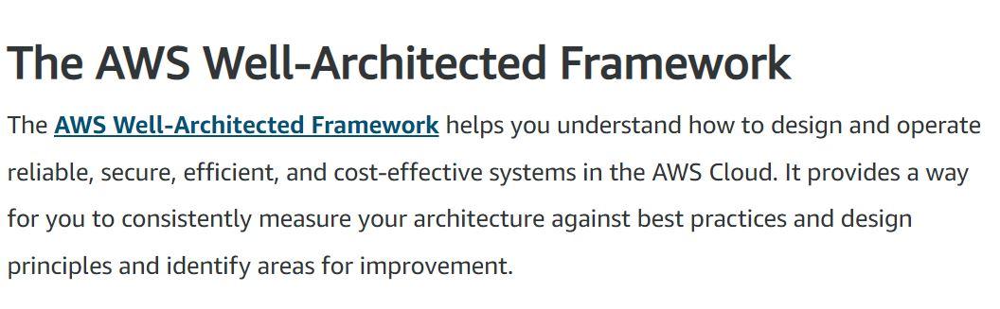 The AWS Well-Architected Framework
The AWS Well-Architected Framework helps you understand how to design and operate
reliable, secure, efficient, and cost-effective systems in the AWS Cloud. It provides a way
for you to consistently measure your architecture against best practices and design
principles and identify areas for improvement.